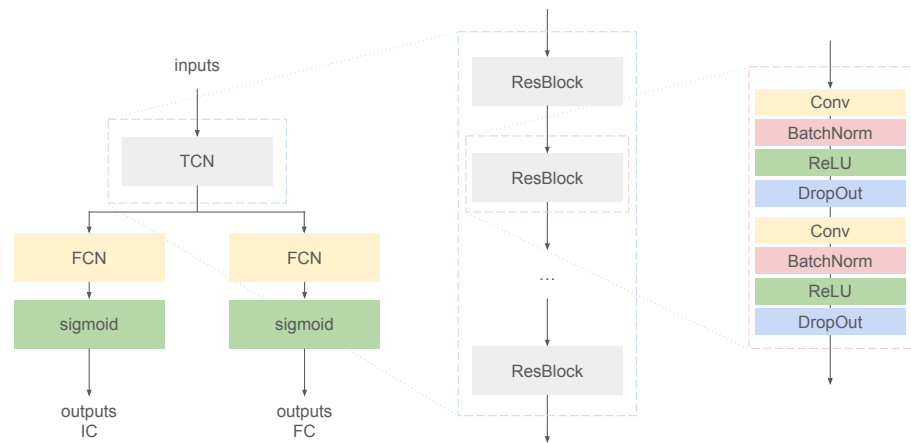 inputs
TCN
FCN
FCN
sigmoid
sigmoid
outputs
IC
outputs
FC
ResBlock
ResBlock
...
ResBlock
Conv
BatchNorm
ReLU
DropOut
Conv
BatchNorm
ReLU
DropOut